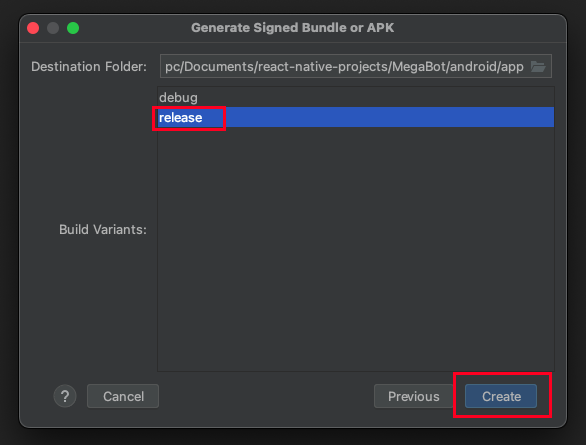 Generate Signed Bundle or APK
Destination Folder: pc/Documents/react-native-projects/MegaBot/android/app
debug
release
Build Variants:
? Cancel Previous Create